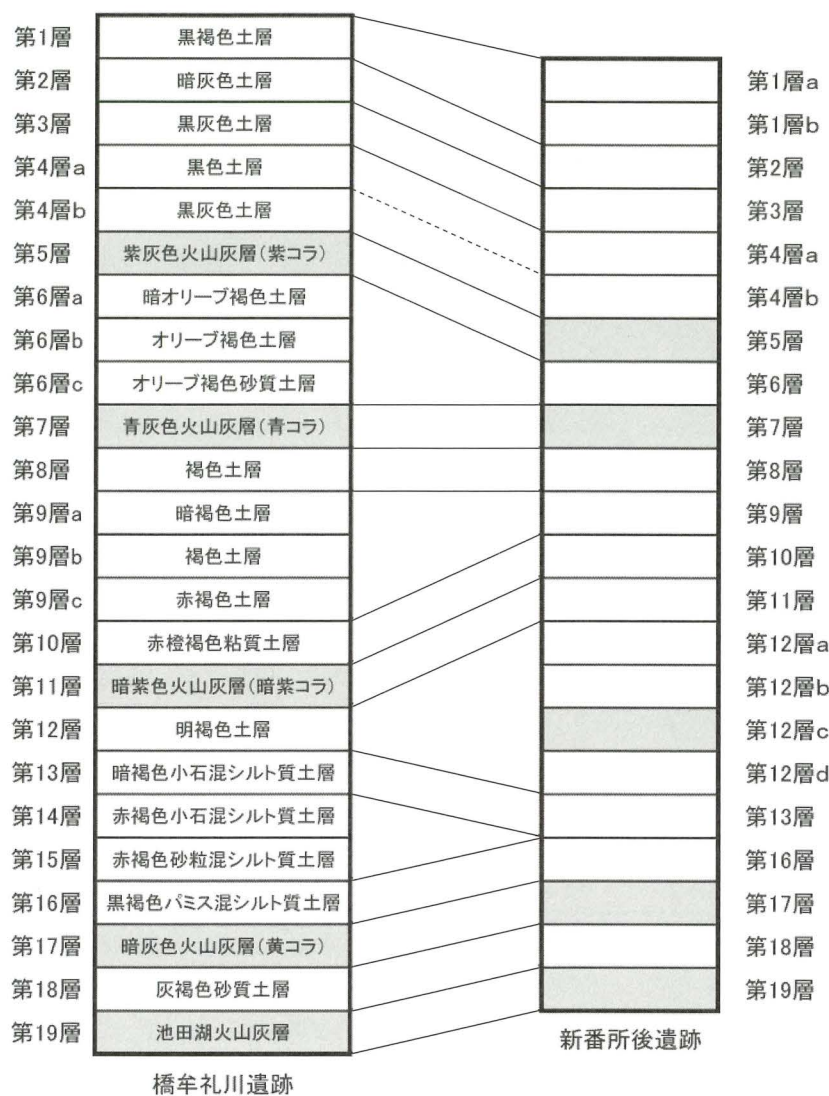 第1層 黒褐色土層
第2層 暗灰色土層
第3層 黒灰色土層
第4層a 黒色土層
第4層b 黒灰色土層
第5層 紫灰色火山灰層(紫コラ)
第6層a 暗オリーブ褐色土層
第6層b オリーブ褐色土層
第6層c オリーブ褐色砂質土層
第7層 青灰色火山灰層(青コラ)
第8層 褐色土層
第9層a 暗褐色土層
第9層b 褐色土層
第9層c 赤褐色土層
第10層 赤橙褐色粘質土層
第11層 暗紫色火山灰層(暗紫コラ)
第12層 明褐色土層
第13層 暗褐色小石混シルト質土層
第14層 赤褐色小石混シルト質土層
第15層 赤褐色砂粒混シルト質土層
第16層 黒褐色パミス混シルト質土層
第17層 暗灰色火山灰層(黄コラ)
第18層 灰褐色砂質土層
第19層 池田湖火山灰層
橋牟礼川遺跡
第1層a
第1層b
第2層
第3層
第4層a
第4層b
第5層
第6層
第7層
第8層
第9層
第10層
第11層
第12層a
第12層b
第12層c
第12層d
第13層
第16層
第17層
第18層
第19層
新番所後遺跡